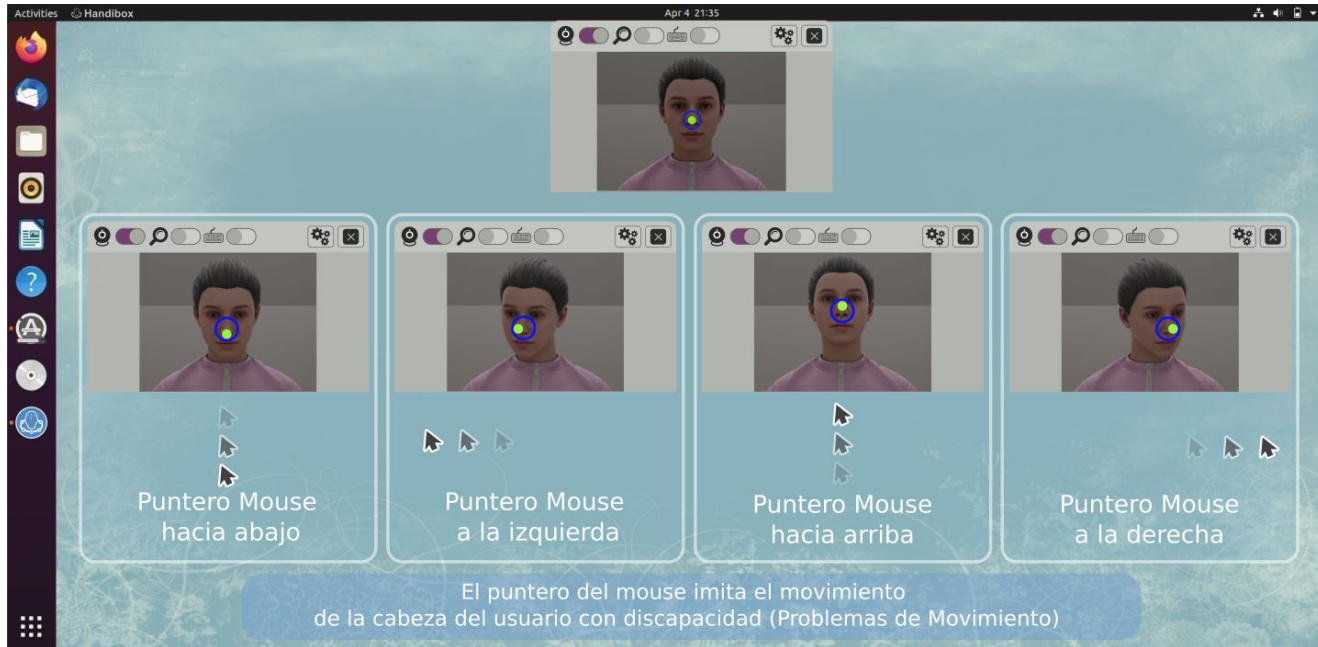 Activities
Handibox
Apr 4 21:35
Puntero Mouse
hacia abajo
Puntero Mouse
a la izquierda
Puntero Mouse
hacia arriba
Puntero Mouse
a la derecha
El puntero del mouse imita el movimiento
de la cabeza del usuario con discapacidad (Problemas de Movimiento)